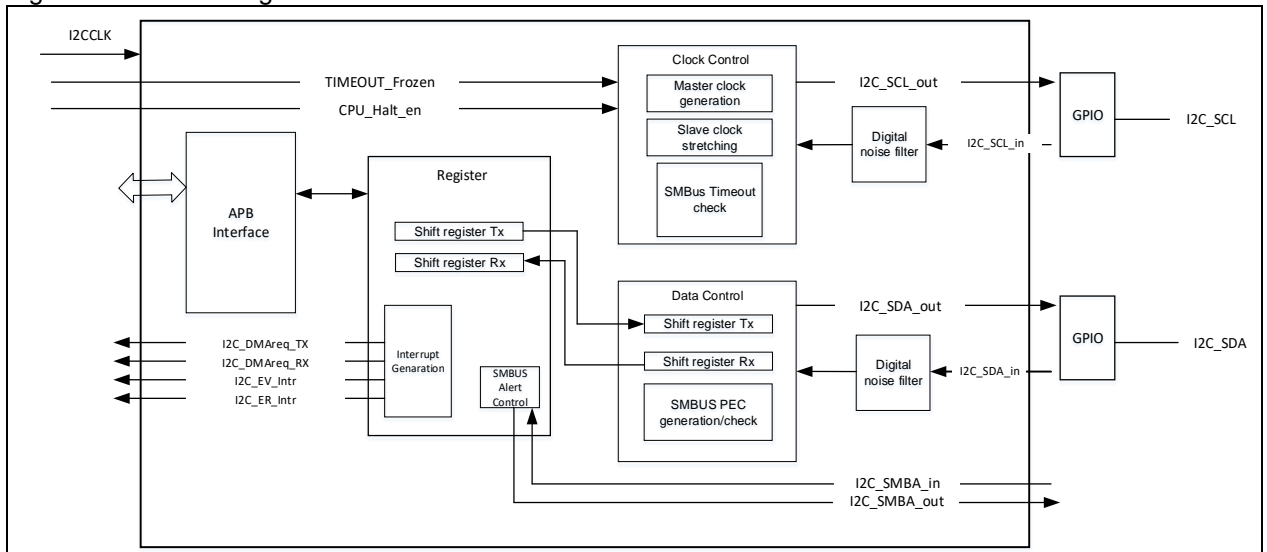 I2CCLK
TIMEOUT_Frozen
CPU_Halt_en
Clock Control
Master clock
generation
Slave clock
stretching
SMBus Timeout
check
I2C_SCL_out
Digital
noise filter
I2C_SCL_in
GPIO
I2C_SCL
APB
Interface
Register
Shift register Tx
Shift register Rx
Interrupt
Genaration
SMBUS
Alert
Control
I2C_DMAreq_TX
I2C_DMAreq_RX
I2C_EV_Intr
I2C_ER_Intr
Data Control
Shift register Tx
Shift register Rx
SMBUS PEC
generation/check
I2C_SDA_out
Digital
noise filter
I2C_SDA_in
GPIO
I2C_SDA
I2C_SMBA_in
I2C_SMBA_out